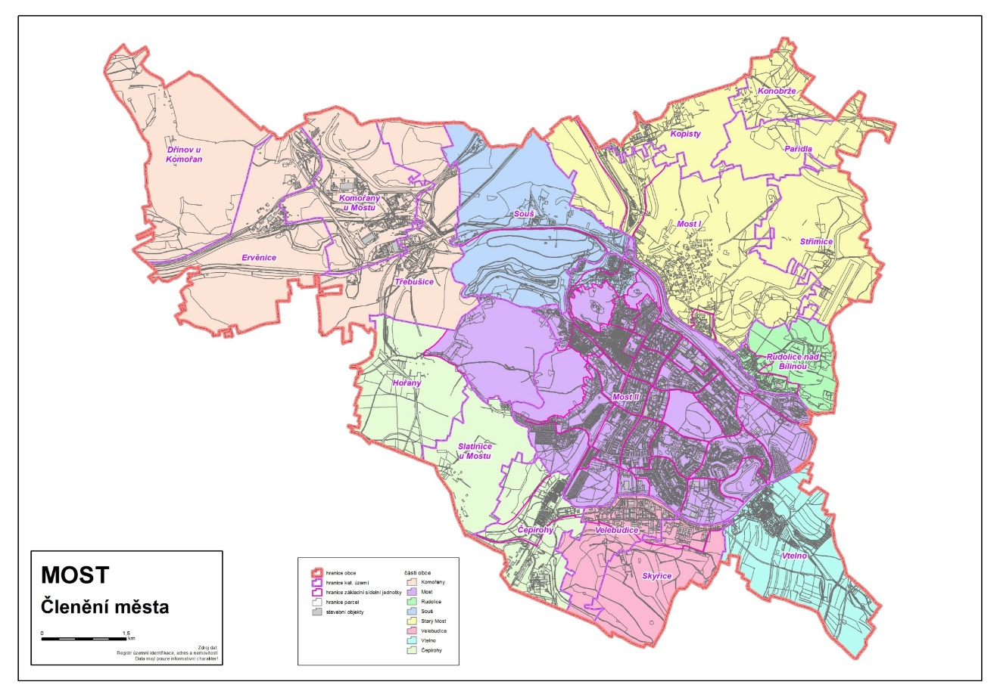 Konobrže
Kopisty
Pařidla
Dřínov u
Komořan
Komořany
u Mostu
Souš
Most I
Střimice
Ervěnice
Třebušice
Rudolice nad
Bílinou
Hořany
Most II
Slatinice
u Mostu
Čepirohy
Velebudice
Vtelno
Skyřice
MOST
Členění města
0
1,5
km
Zdroj dat:
Registr územní identifikace, adres a nemovitostí
Data mají pouze informativní charakter!
hranice obce
hranice kat. území
hranice základní sídelní jednotky
hranice parcel
stavební objekty
části obce
Komořany
Most
Rudolice
Souš
Starý Most
Velebudice
Vtelno
Čepirohy